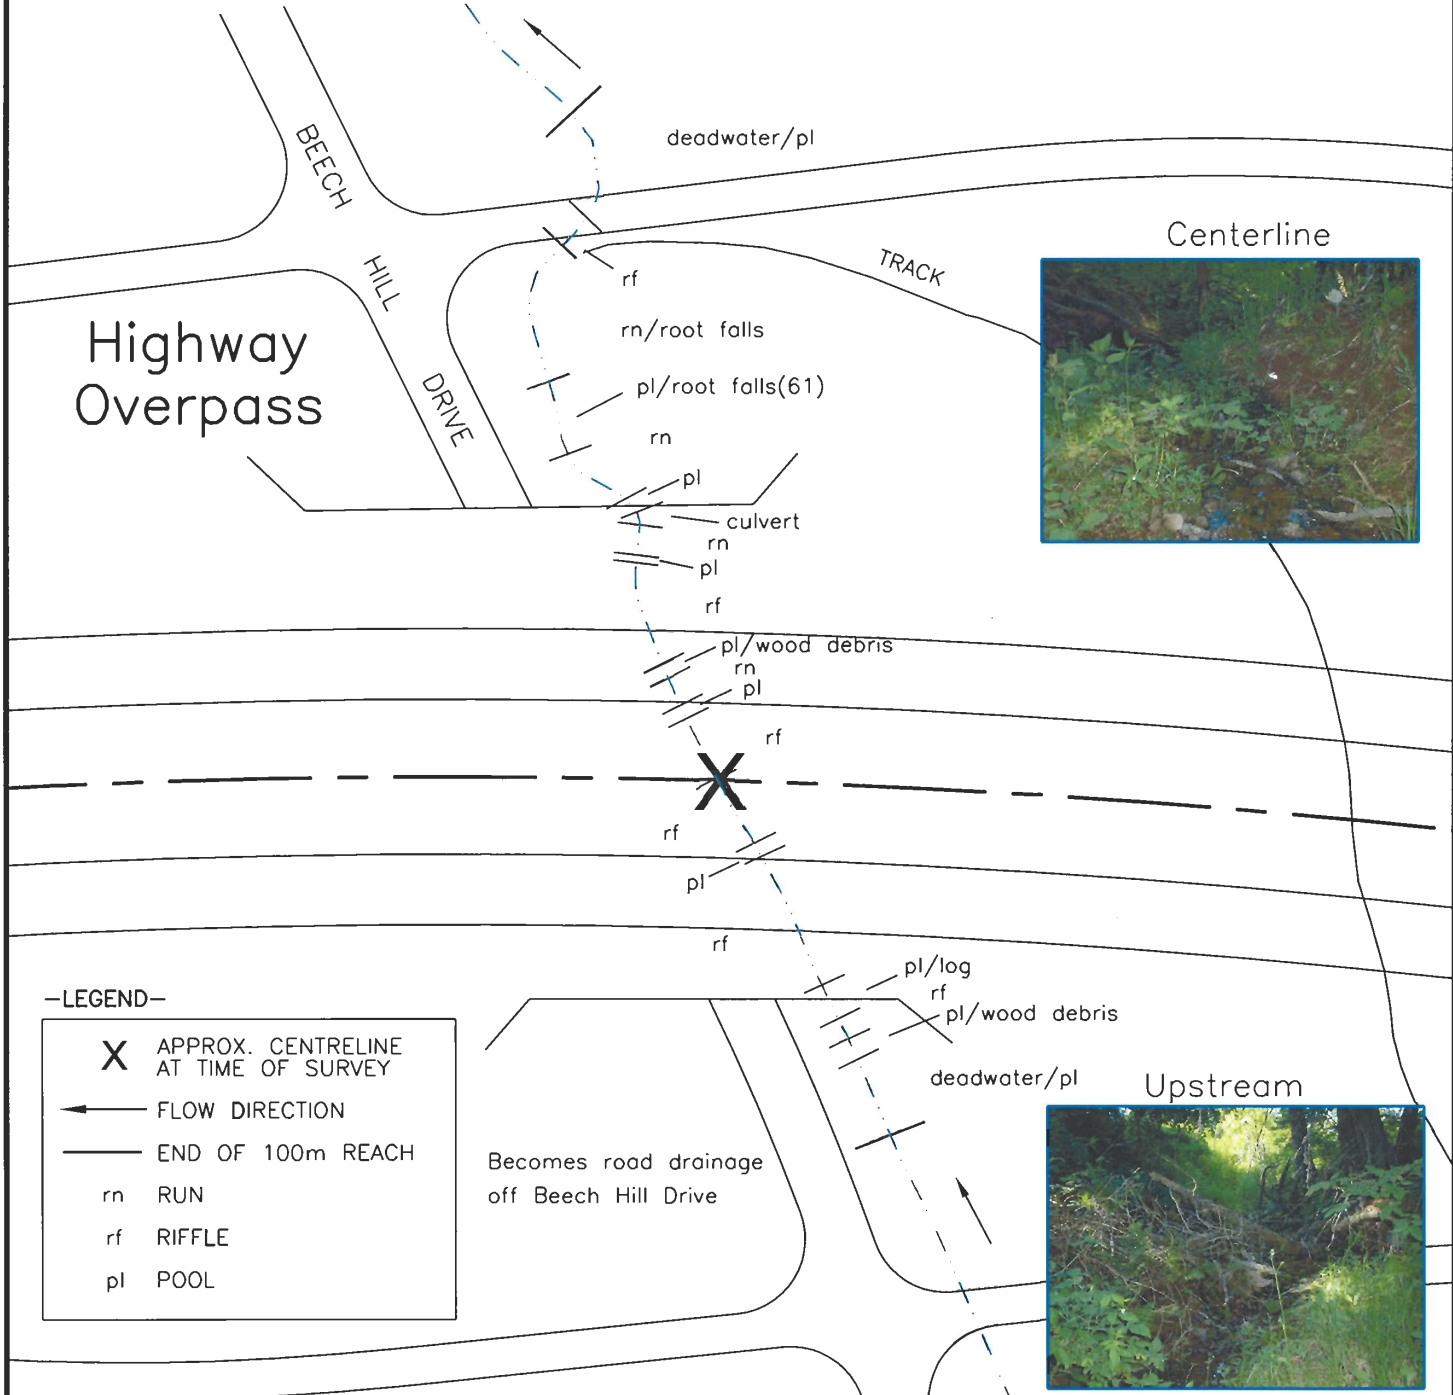 deadwater/pl
BEECH
HILL
DRIVE
Centerline
TRACK
rf
Highway
Overpass
rn/root falls
pl/root falls(61)
rn
pl
culvert
rn
pl
rf
pl/wood debris
rn
pl
rf
rf
pl
rf
pl/log
rf
pl/wood debris
deadwater/pl
Upstream
Becomes road drainage
off Beech Hill Drive
-LEGEND-
X APPROX. CENTRELINE
AT TIME OF SURVEY
FLOW DIRECTION
END OF 100m REACH
rn RUN
rf RIFFLE
pl POOL